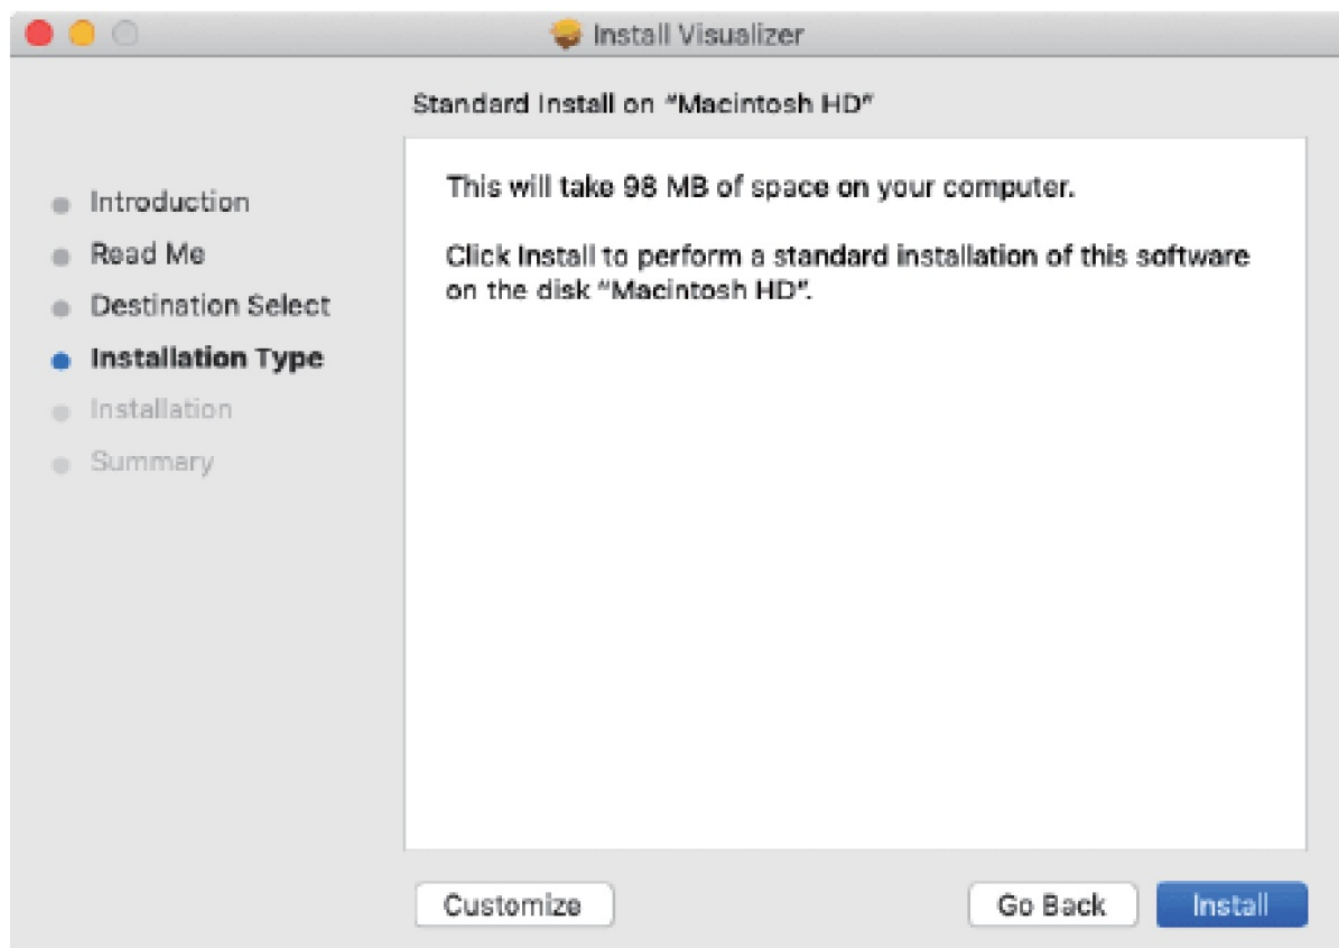 Install Visualizer
Standard Install on “Macintosh HD”
Introduction
Read Me
Destination Select
Installation Type
Installation
Summary
This will take 98 MB of space on your computer.
Click Install to perform a standard installation of this software
on the disk “Macintosh HD”.
Customize
Go Back
Install